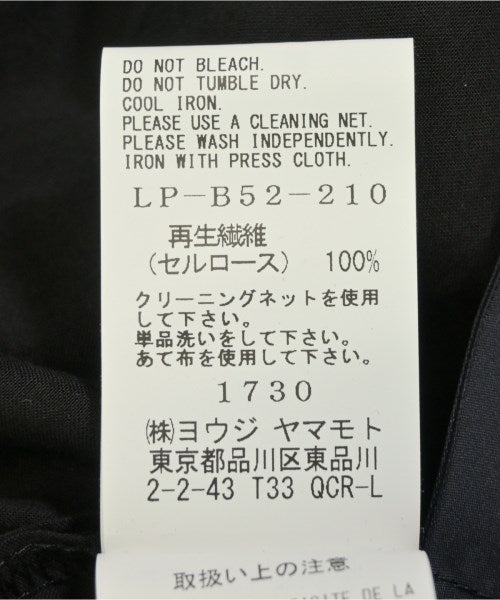 DO NOT BLEACH.
DO NOT TUMBLE DRY.
COOL IRON.
PLEASE USE A CLEANING NET.
PLEASE WASH INDEPENDENTLY.
IRON WITH PRESS CLOTH.
LP-B52-210
再生繊維
(セルロース) 100%
クリーニングネットを使用
して下さい。
単品洗いをして下さい。
あて布を使用して下さい。
1730
㈱ヨウジ ヤマモト
東京都品川区東品川
2-2-43 T33 QCR-L
取扱い上の注意
DE LA